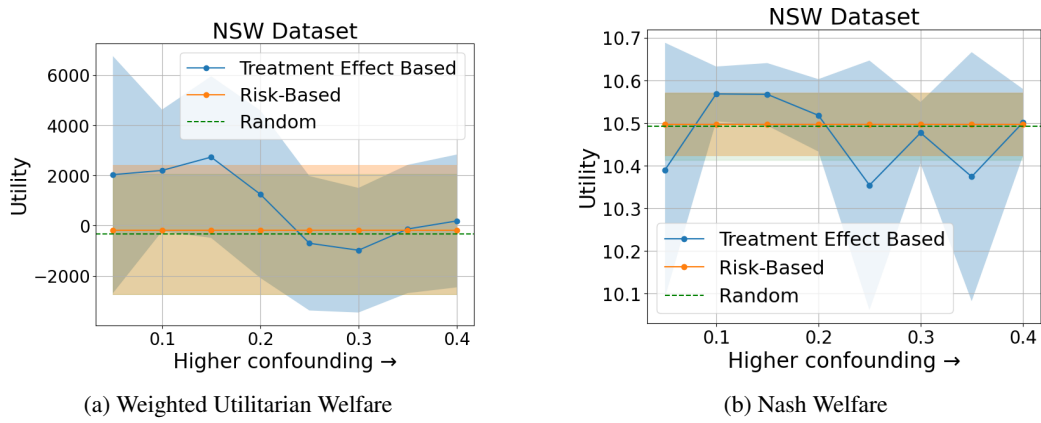 NSW Dataset
Treatment Effect Based
Risk-Based
Random
6000
4000
2000
0
−2000
Utility
0.1 0.2 0.3 0.4
Higher confounding →
(a) Weighted Utilitarian Welfare
NSW Dataset
10.7
10.6
10.5
10.4
10.3
10.2
10.1
Utility
Treatment Effect Based
Risk-Based
Random
0.1 0.2 0.3 0.4
Higher confounding →
(b) Nash Welfare